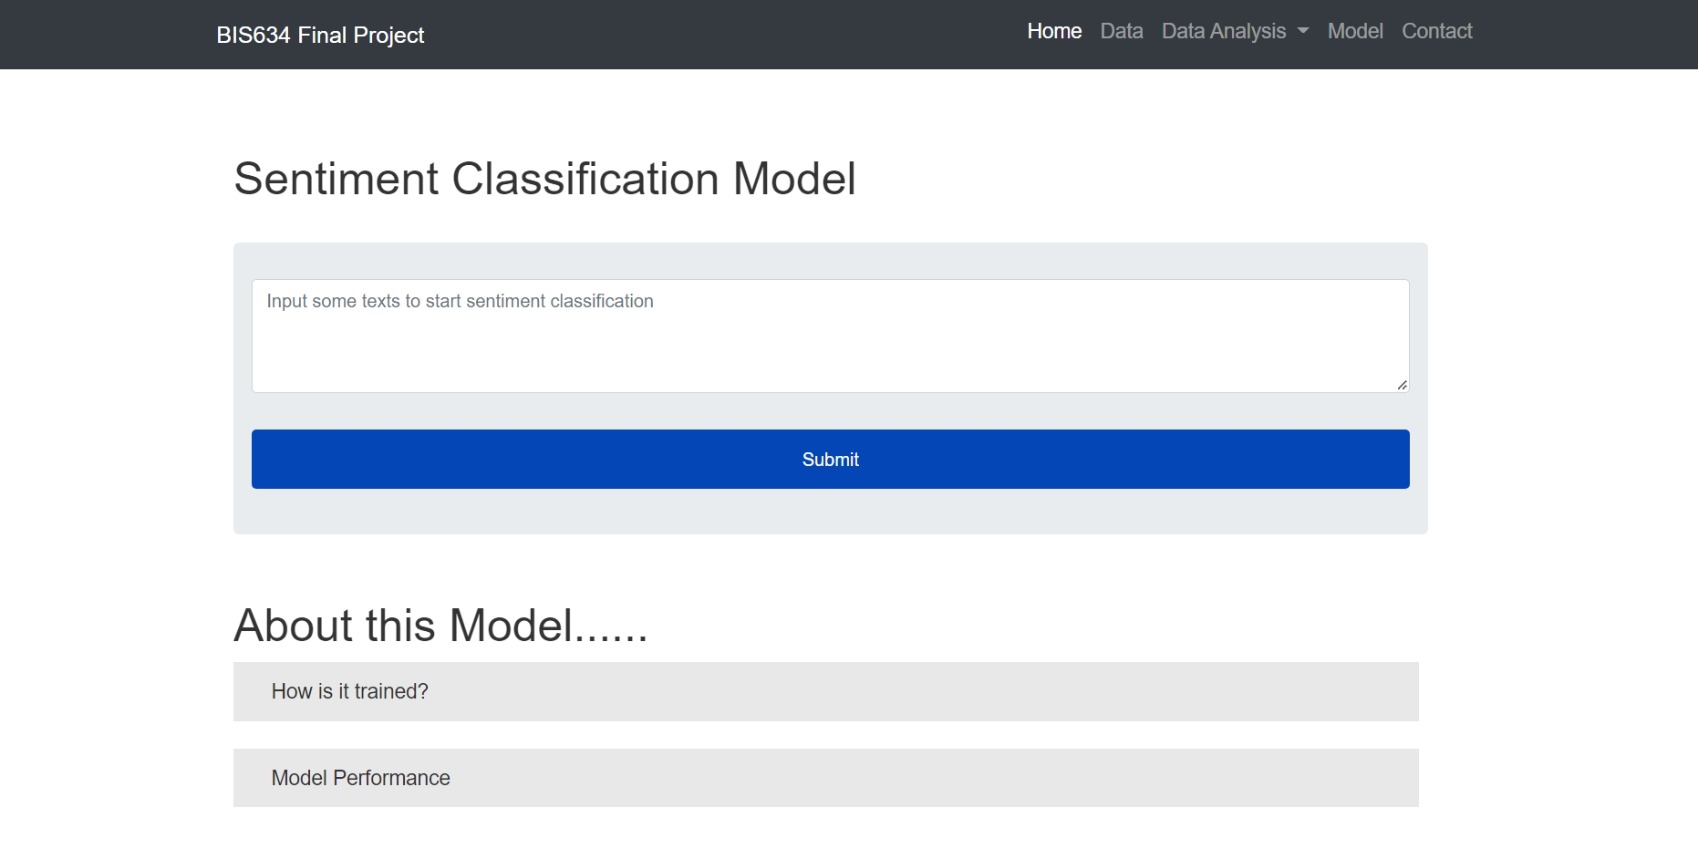 BIS634 Final Project
Home Data Data Analysis Model Contact
Sentiment Classification Model
Input some texts to start sentiment classification
Submit
About this Model......
How is it trained?
Model Performance